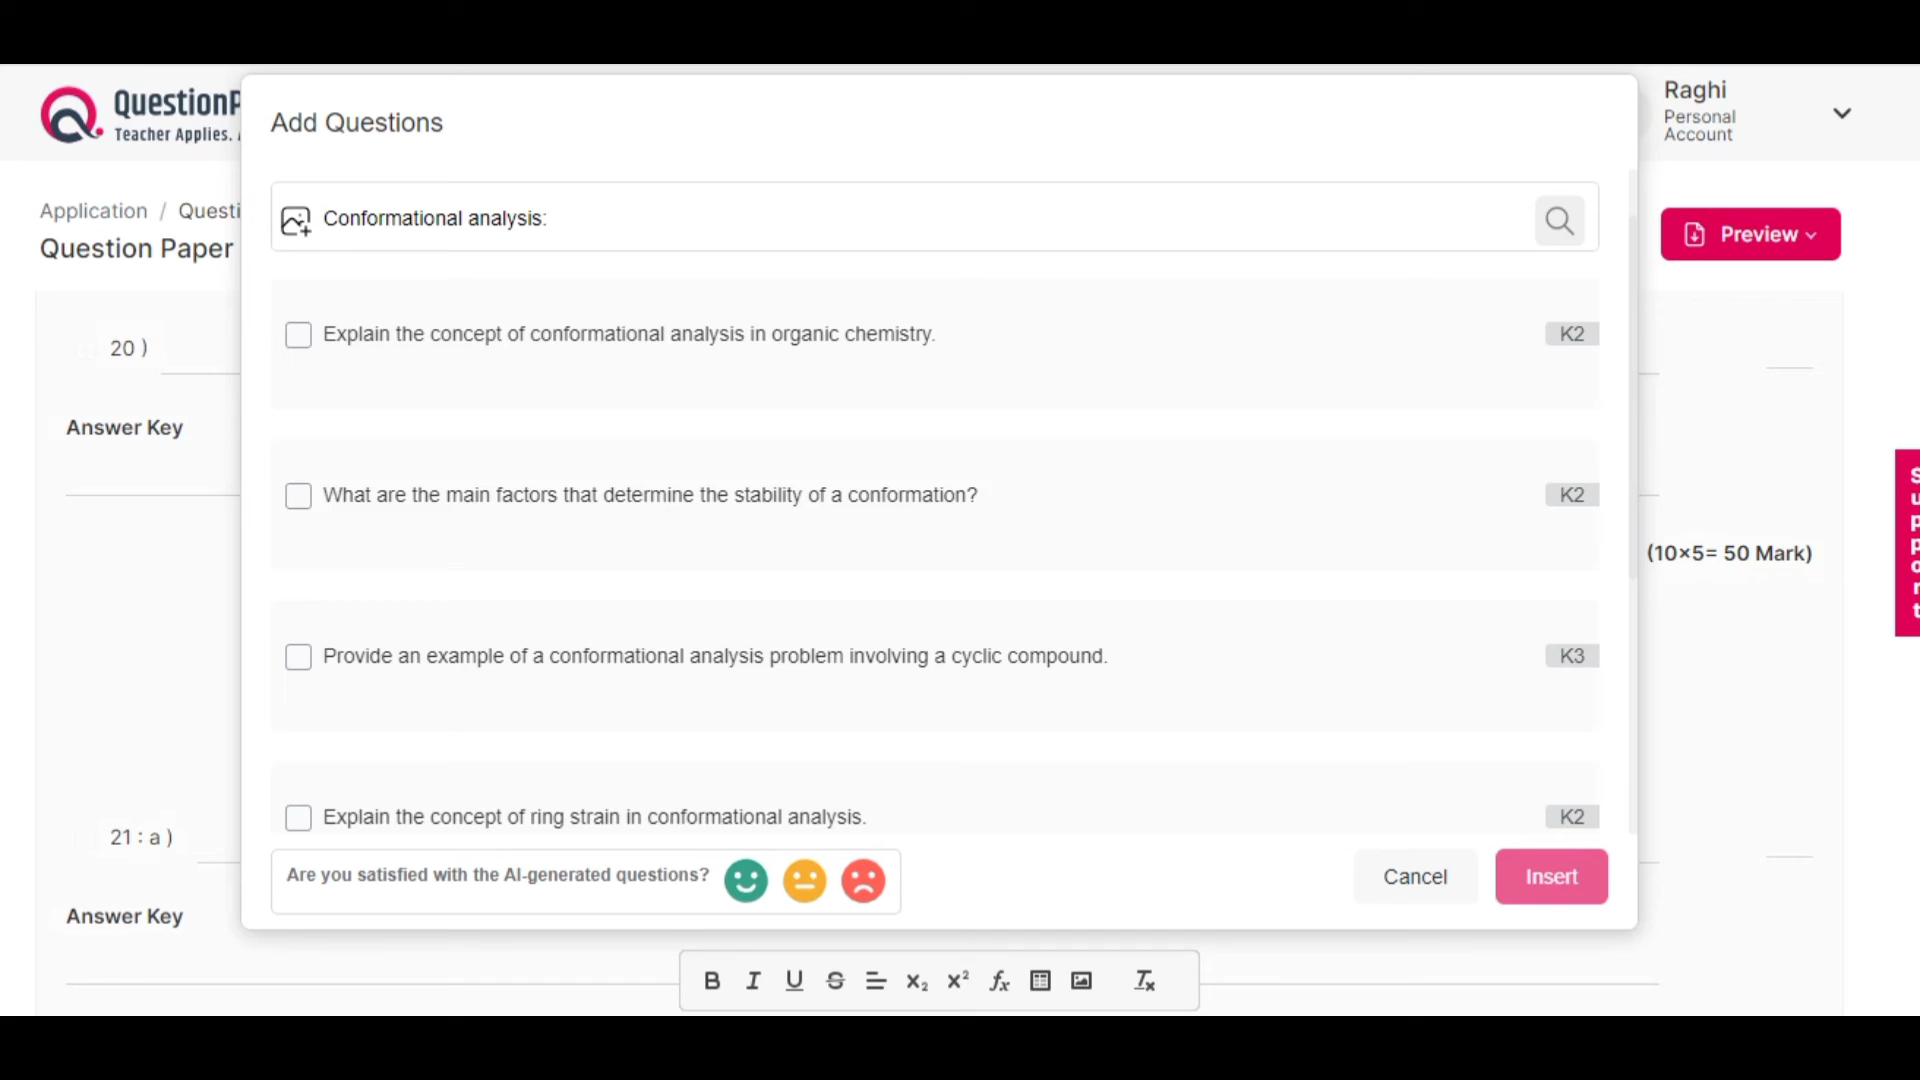 QuestionP
Teacher Applies.
Add Questions
Raghi
Personal
Account
Application / Questi
Question Paper
Conformational analysis:
Preview
Explain the concept of conformational analysis in organic chemistry.
K2
20 )
Answer Key
What are the main factors that determine the stability of a conformation?
K2
(10×5= 50 Mark)
Provide an example of a conformational analysis problem involving a cyclic compound.
K3
Explain the concept of ring strain in conformational analysis.
K2
21 : a )
Are you satisfied with the AI-generated questions?
Cancel
Insert
Answer Key
B I U S x₂ x² fx Tx